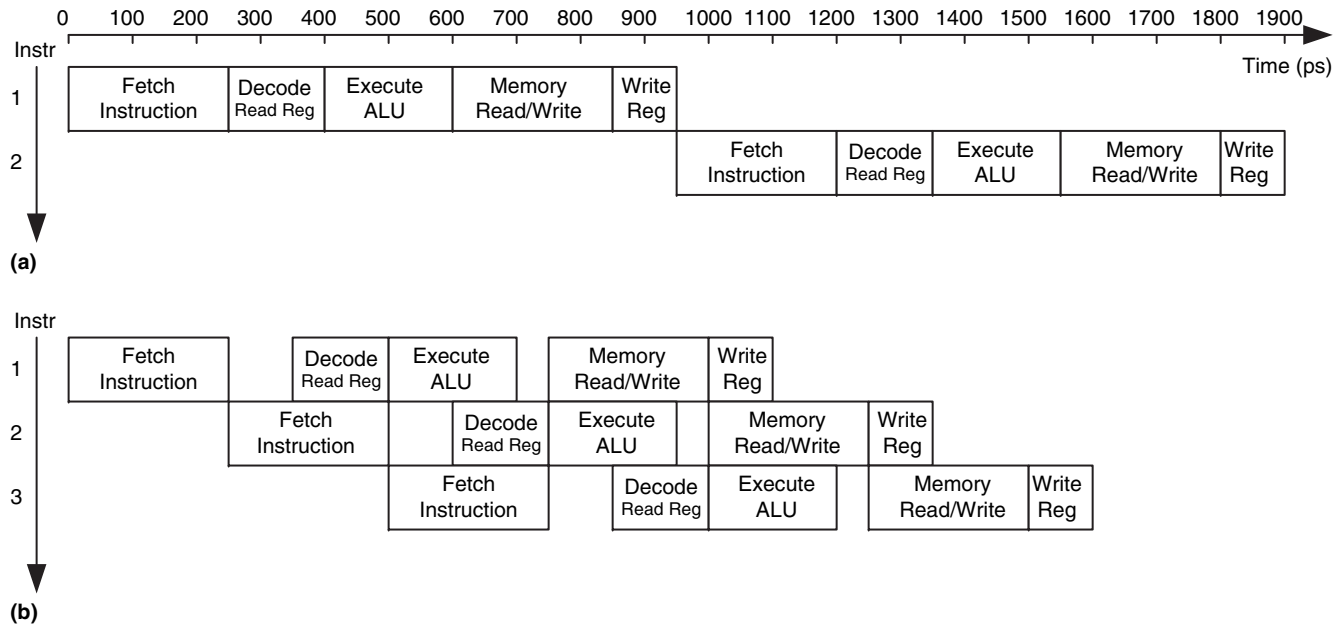 0 100 200 300 400 500 600 700 800 900 1000 1100 1200 1300 1400 1500 1600 1700 1800 1900
Instr
Time (ps)
1
Fetch
Instruction
Decode
Read Reg
Execute
ALU
Memory
Read/Write
Write
Reg
2
Fetch
Instruction
Decode
Read Reg
Execute
ALU
Memory
Read/Write
Write
Reg
(a)
Instr
1
Fetch
Instruction
Decode
Read Reg
Execute
ALU
Memory
Read/Write
Write
Reg
2
Fetch
Instruction
Decode
Read Reg
Execute
ALU
Memory
Read/Write
Write
Reg
3
Fetch
Instruction
Decode
Read Reg
Execute
ALU
Memory
Read/Write
Write
Reg
(b)